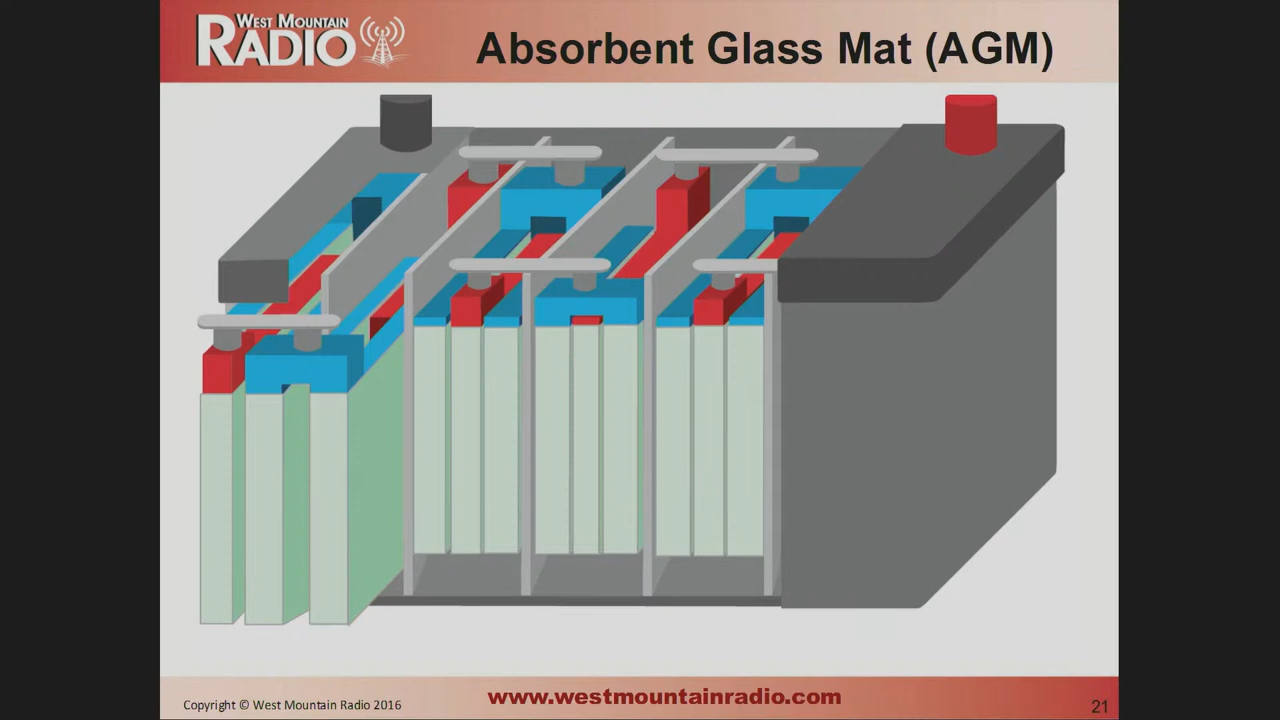 West Mountain
Radio
Absorbent Glass Mat (AGM)
Copyright © West Mountain Radio 2016
www.westmountainradio.com
21